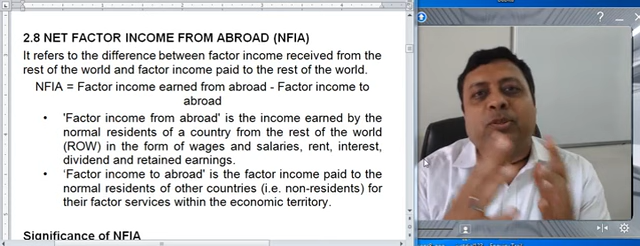 2.8 NET FACTOR INCOME FROM ABROAD (NFIA)
It refers to the difference between factor income received from the
rest of the world and factor income paid to the rest of the world.
NFIA = Factor income earned from abroad - Factor income to
abroad
• 'Factor income from abroad' is the income earned by the
normal residents of a country from the rest of the world
(ROW) in the form of wages and salaries, rent, interest,
dividend and retained earnings.
• 'Factor income to abroad' is the factor income paid to the
normal residents of other countries (i.e. non-residents) for
their factor services within the economic territory.
Significance of NFIA